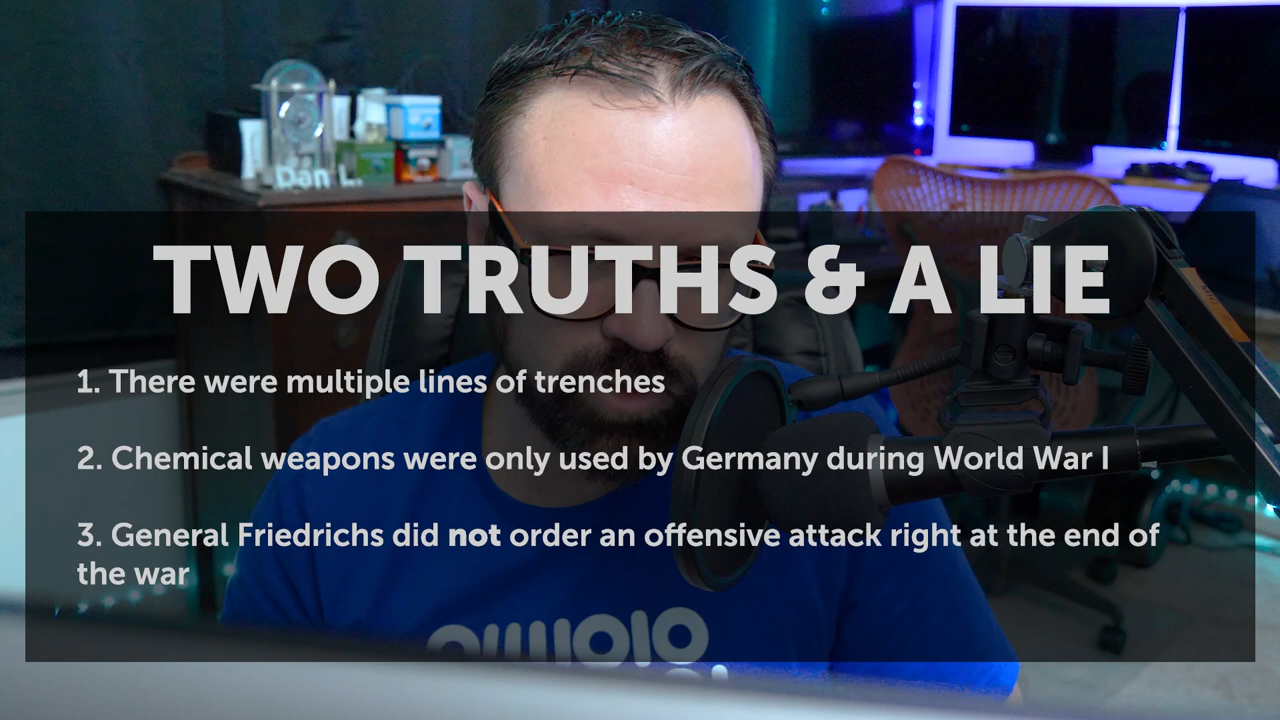 Dan L.
TWO TRUTHS & A LIE
1. There were multiple lines of trenches
2. Chemical weapons were only used by Germany during World War I
3. General Friedrichs did not order an offensive attack right at the end of
the war